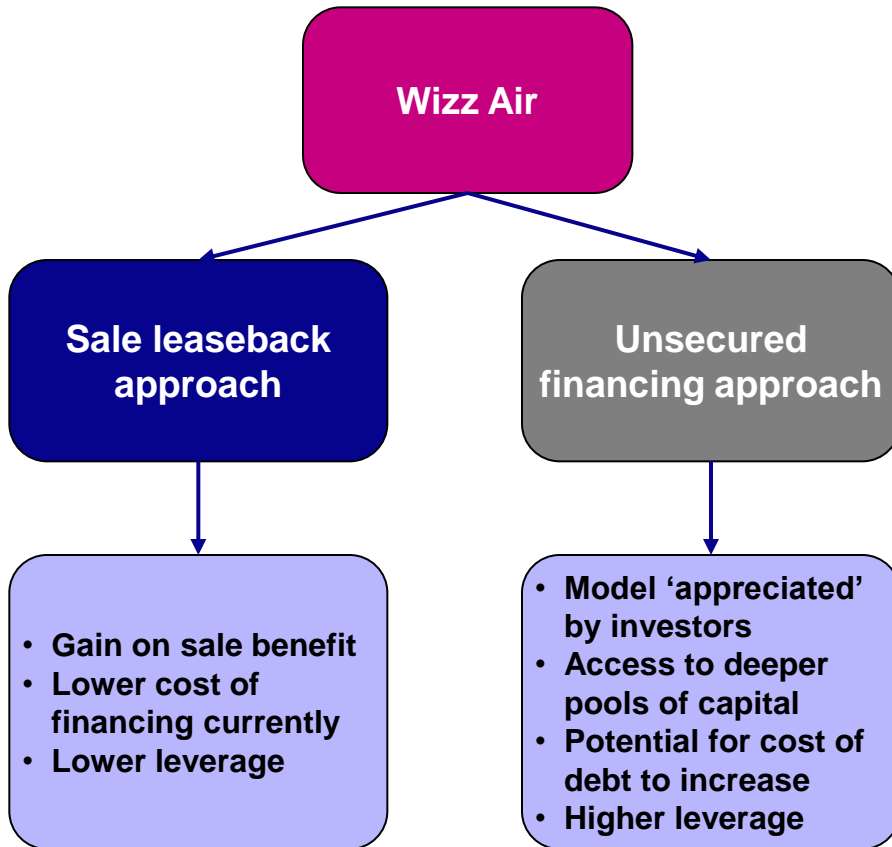 Wizz Air
Sale leaseback
approach
Unsecured
financing approach
• Gain on sale benefit
• Lower cost of
financing currently
• Lower leverage
• Model ‘appreciated’
by investors
• Access to deeper
pools of capital
• Potential for cost of
debt to increase
• Higher leverage